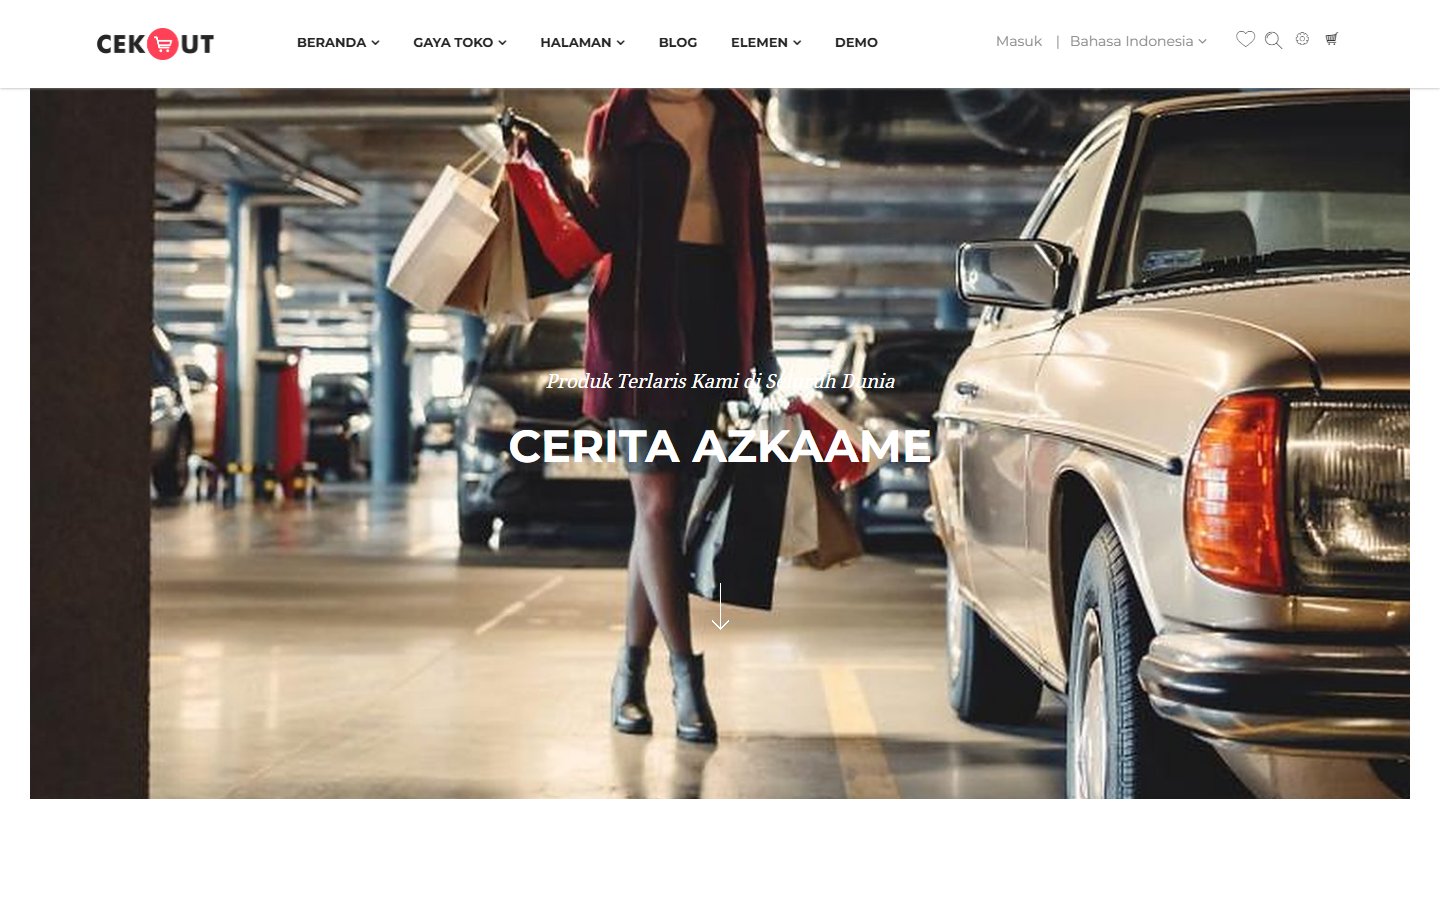 CEKOUT
BERANDA
GAYA TOKO
HALAMAN
BLOG
ELEMEN
DEMO
Masuk | Bahasa Indonesia
Produk Terlaris Kami di Seluruh Dunia
CERITA AZKAAME